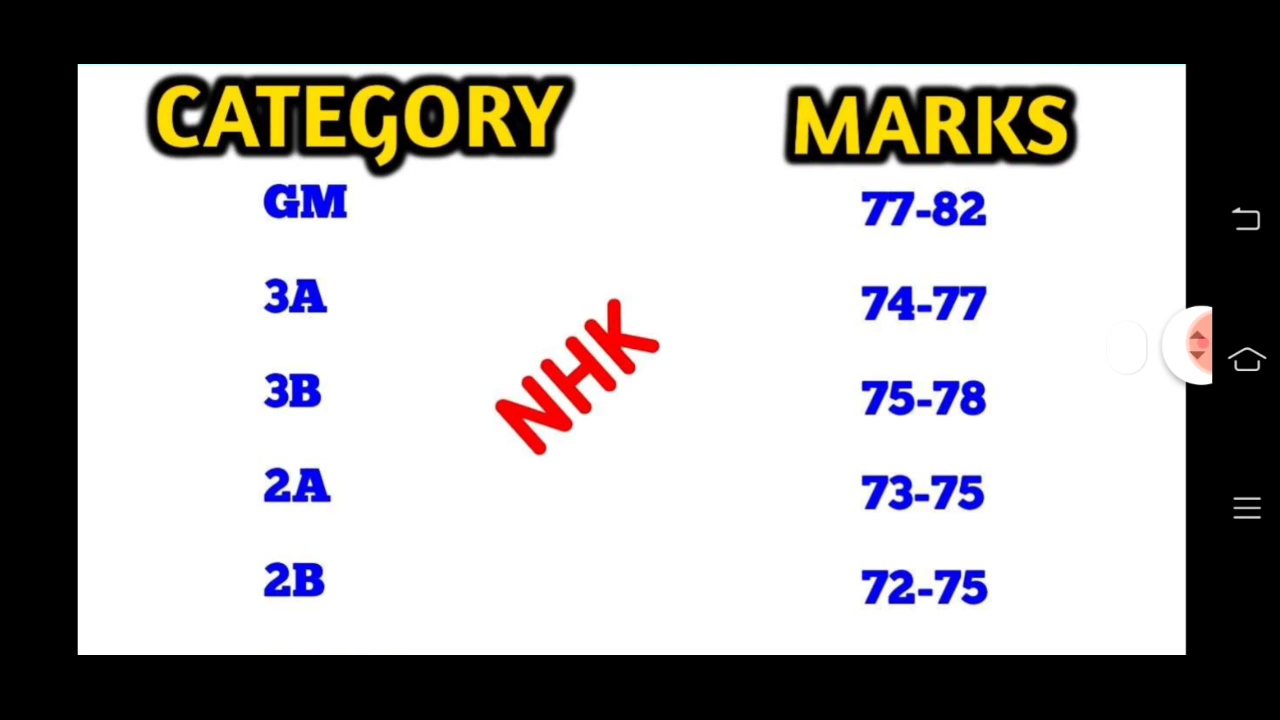 CATEGORY MARKS
GM 77-82
3A 74-77
3B 75-78
NHK
2A 73-75
2B 72-75